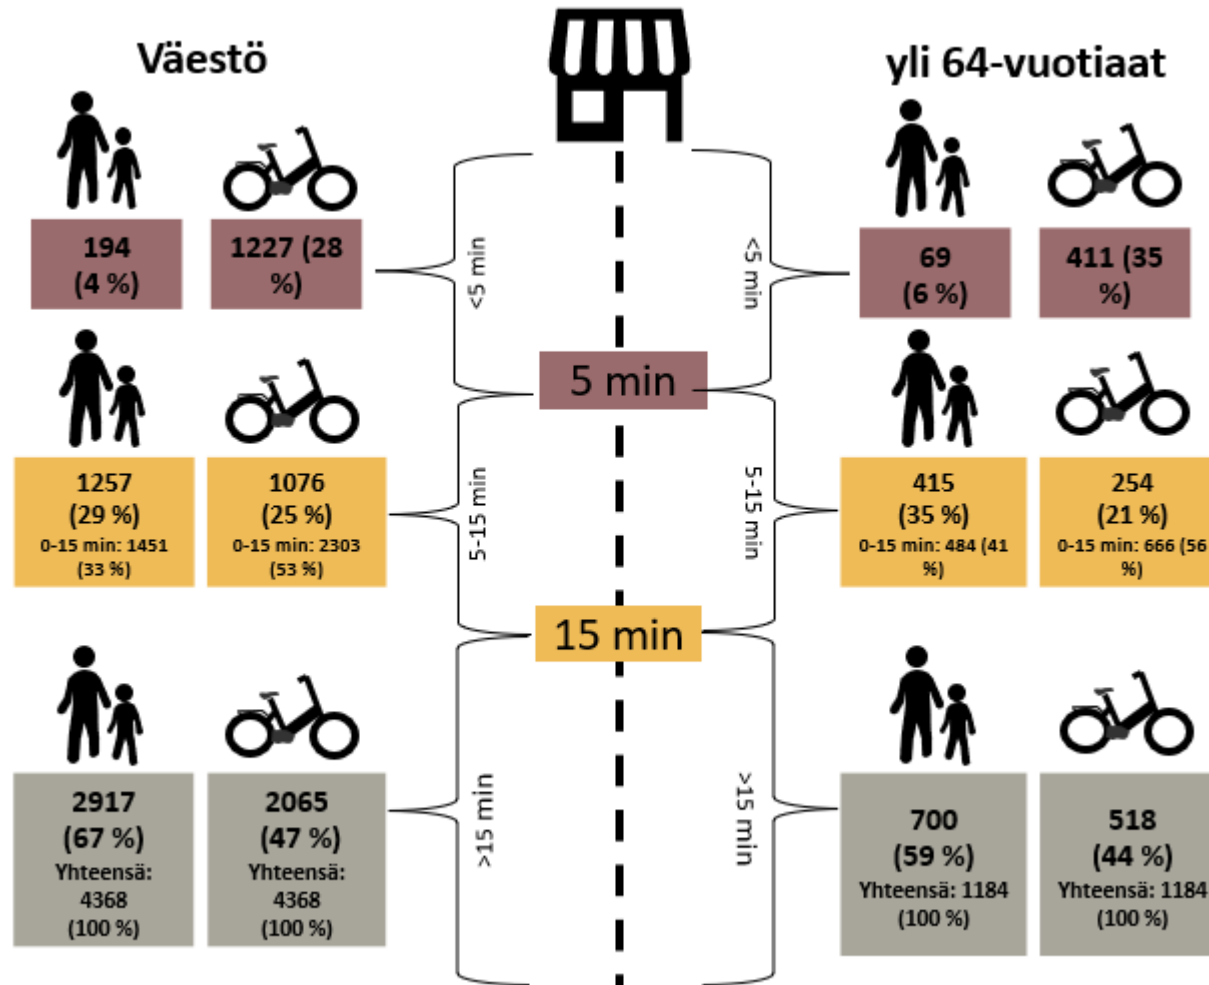 Väestö
yli 64-vuotiaat
194
(4 %)
1227 (28
%)
<5 min
<5 min
69
(6 %)
411 (35
%)
5 min
1257
(29 %)
0-15 min: 1451
(33 %)
1076
(25 %)
0-15 min: 2303
(53 %)
5-15 min
5-15 min
415
(35 %)
0-15 min: 484 (41
%)
254
(21 %)
0-15 min: 666 (56
%)
15 min
2917
(67 %)
Yhteensä:
4368
(100 %)
2065
(47 %)
Yhteensä:
4368
(100 %)
>15 min
>15 min
700
(59 %)
Yhteensä: 1184
(100 %)
518
(44 %)
Yhteensä: 1184
(100 %)